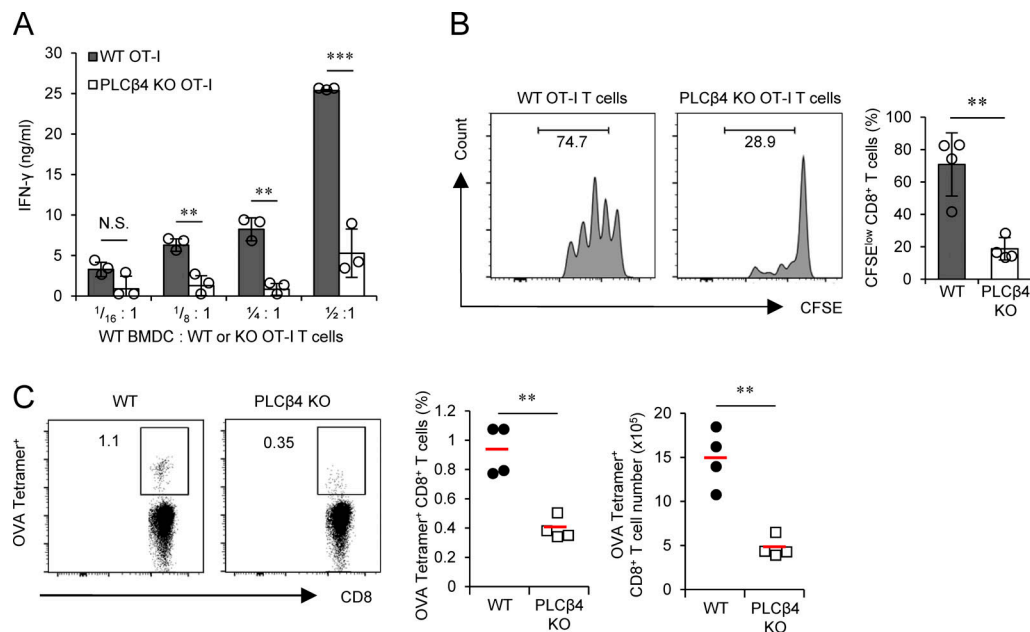 A
IFN-γ (ng/ml)
30
25
20
15
10
5
0
WT OT-I
PLCβ4 KO OT-I
N.S.
**
**
***
1/16 : 1
1/8 : 1
¼ : 1
½ :1
WT BMDC : WT or KO OT-I T cells
B
WT OT-I T cells
PLCβ4 KO OT-I T cells
Count
74.7
28.9
CFSE
CFSElow CD8+ T cells (%)
100
80
60
40
20
0
**
WT
PLCβ4
KO
C
WT
PLCβ4 KO
OVA Tetramer+
1.1
0.35
CD8
OVA Tetramer+ CD8+ T cells (%)
1.2
1
0.8
0.6
0.4
0.2
0
**
WT
PLCβ4
KO
OVA Tetramer+
CD8+ T cell number (x10⁵)
20
15
10
5
0
**
WT
PLCβ4
KO